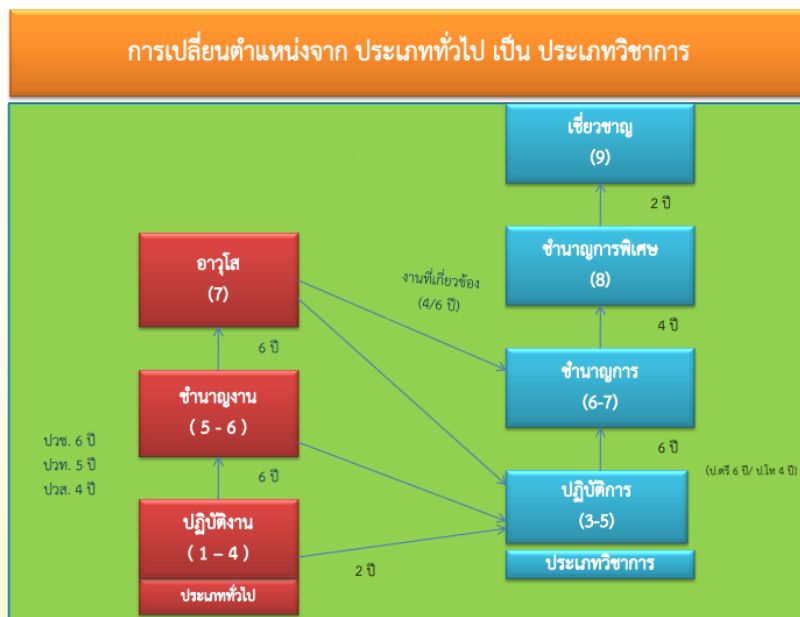 การเปลี่ยนตำแหน่งจาก ประเภททั่วไป เป็น ประเภทวิชาการ
เชี่ยวชาญ
(9)
2 ปี
ชำนาญการพิเศษ
(8)
4 ปี
ชำนาญการ
(6-7)
6 ปี
(ป.ตรี 6 ปี/ ป.โท 4 ปี)
ปฏิบัติการ
(3-5)
ประเภทวิชาการ
งานที่เกี่ยวข้อง
(4/6 ปี)
อาวุโส
(7)
6 ปี
ชำนาญงาน
( 5 - 6 )
6 ปี
ปวช. 6 ปี
ปวท. 5 ปี
ปวส. 4 ปี
ปฏิบัติงาน
( 1 – 4 )
ประเภททั่วไป
2 ปี